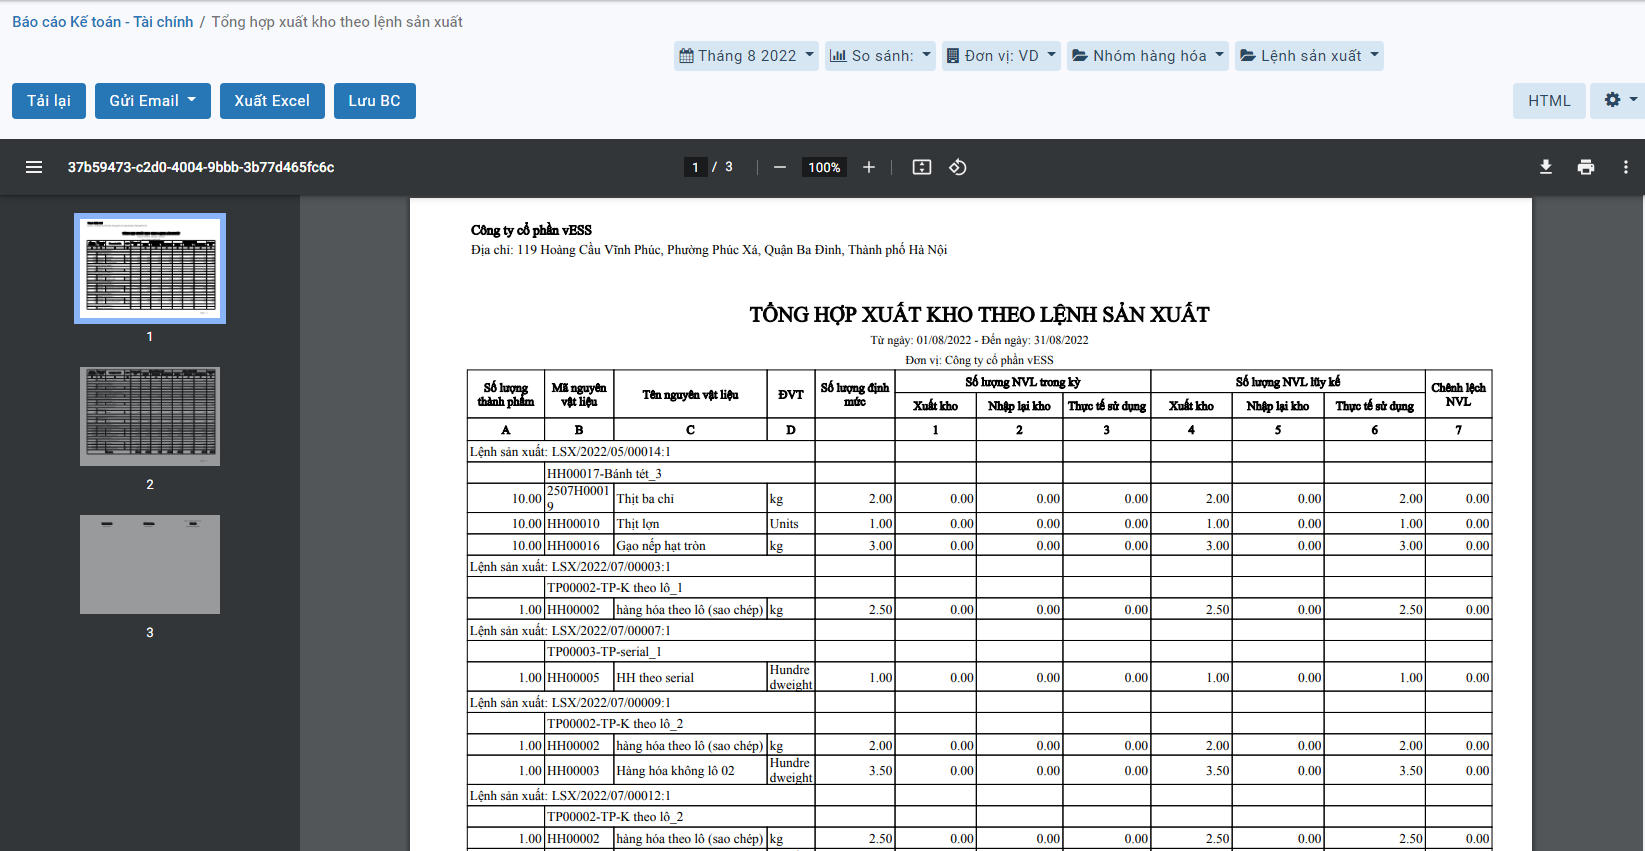 Báo cáo Kế toán - Tài chính / Tổng hợp xuất kho theo lệnh sản xuất
Tháng 8 2022 So sánh: Đơn vị: VD Nhóm hàng hóa Lệnh sản xuất
Tải lại Gửi Email Xuất Excel Lưu BC HTML
37b59473-c2d0-4004-9bbb-3b77d465fc6c 1 / 3 100%
1
2
3
Công ty cổ phần vESS
Địa chỉ: 119 Hoàng Cầu Vĩnh Phúc, Phường Phúc Xá, Quận Ba Đình, Thành phố Hà Nội
TỔNG HỢP XUẤT KHO THEO LỆNH SẢN XUẤT
Từ ngày: 01/08/2022 - Đến ngày: 31/08/2022
Đơn vị: Công ty cổ phần vESS
Số lượng thành phẩm Mã nguyên vật liệu Tên nguyên vật liệu ĐVT Số lượng định mức Số lượng NVL trong kỳ Số lượng NVL lũy kế Chênh lệch NVL
Xuất kho Nhập lại kho Thực tế sử dụng Xuất kho Nhập lại kho Thực tế sử dụng
A B C D 1 2 3 4 5 6 7
Lệnh sản xuất: LSX/2022/05/00014:1
HH00017-Bánh tét_3
10.00 2507H00019 Thịt ba chỉ kg 2.00 0.00 0.00 0.00 2.00 0.00 2.00 0.00
10.00 HH00010 Thịt lợn Units 1.00 0.00 0.00 0.00 1.00 0.00 1.00 0.00
10.00 HH00016 Gạo nếp hạt tròn kg 3.00 0.00 0.00 0.00 3.00 0.00 3.00 0.00
Lệnh sản xuất: LSX/2022/07/00003:1
TP00002-TP-K theo lô_1
1.00 HH00002 hàng hóa theo lô (sao chép) kg 2.50 0.00 0.00 0.00 2.50 0.00 2.50 0.00
Lệnh sản xuất: LSX/2022/07/00007:1
TP00003-TP-serial_1
1.00 HH00005 HH theo serial Hundredweight 1.00 0.00 0.00 0.00 1.00 0.00 1.00 0.00
Lệnh sản xuất: LSX/2022/07/00009:1
TP00002-TP-K theo lô_2
1.00 HH00002 hàng hóa theo lô (sao chép) kg 2.00 0.00 0.00 0.00 2.00 0.00 2.00 0.00
1.00 HH00003 Hàng hóa không lô 02 Hundredweight 3.50 0.00 0.00 0.00 3.50 0.00 3.50 0.00
Lệnh sản xuất: LSX/2022/07/00012:1
TP00002-TP-K theo lô_2
1.00 HH00002 hàng hóa theo lô (sao chép) kg 2.50 0.00 0.00 0.00 2.50 0.00 2.50 0.00